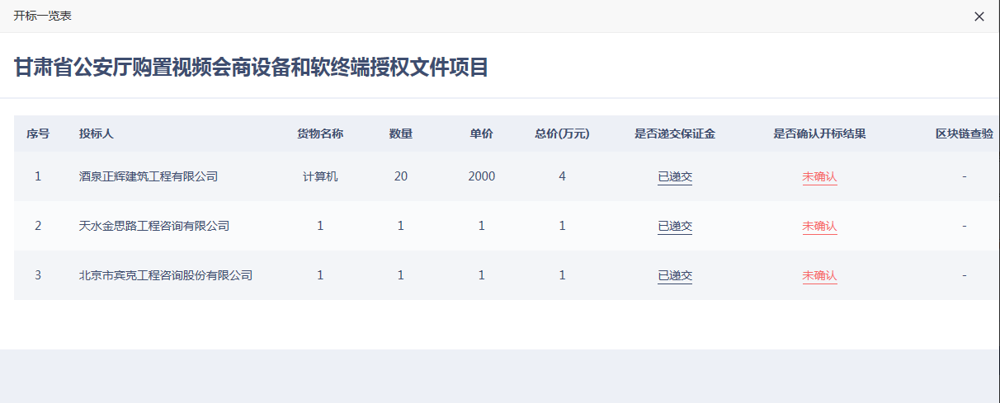 开标一览表
甘肃省公安厅购置视频会商设备和软终端授权文件项目
序号 投标人 货物名称 数量 单价 总价(万元) 是否递交保证金 是否确认开标结果 区块链查验
1 酒泉正辉建筑工程有限公司 计算机 20 2000 4 已递交 未确认 -
2 天水金思路工程咨询有限公司 1 1 1 1 已递交 未确认 -
3 北京市宾克工程咨询股份有限公司 1 1 1 1 已递交 未确认 -